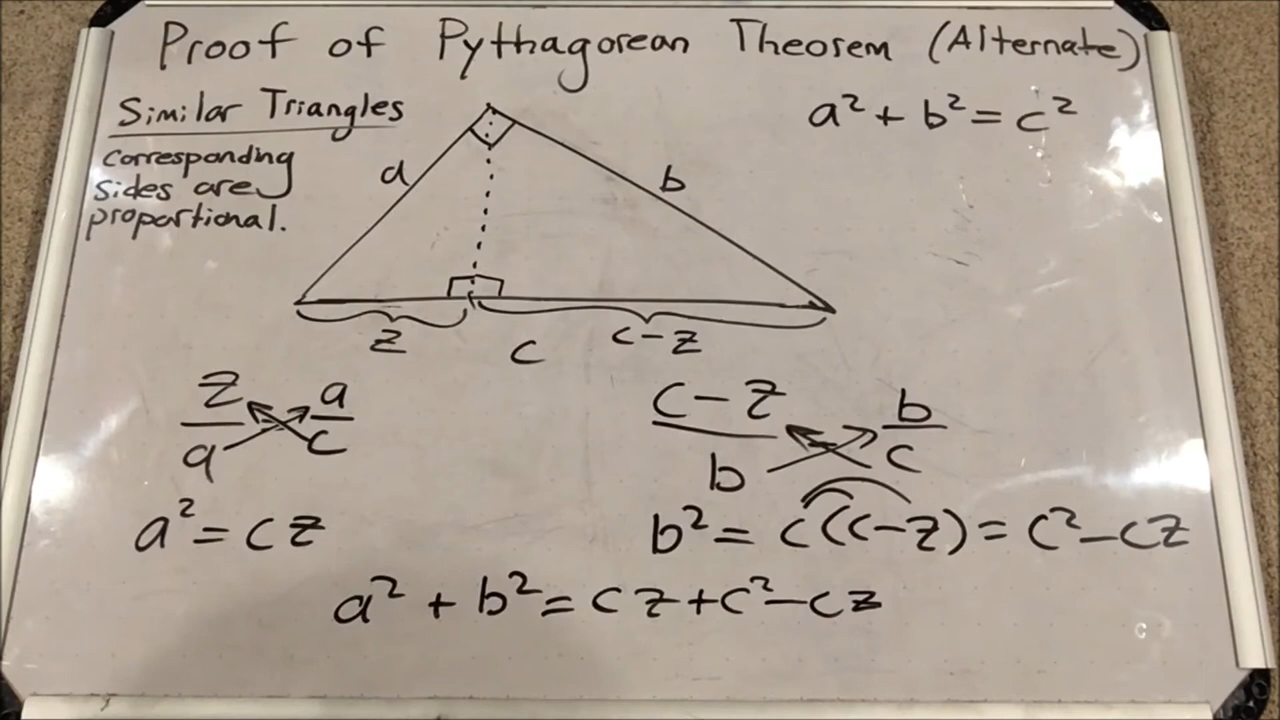 Proof of Pythagorean Theorem (Alternate)
Similar Triangles
corresponding
sides are
proportional.
a² + b² = c²
a
b
z
c
c-z
z/a a/c
c-z/b b/c
a² = cz
b² = c(c-z) = c²-cz
a² + b² = cz+c²-cz